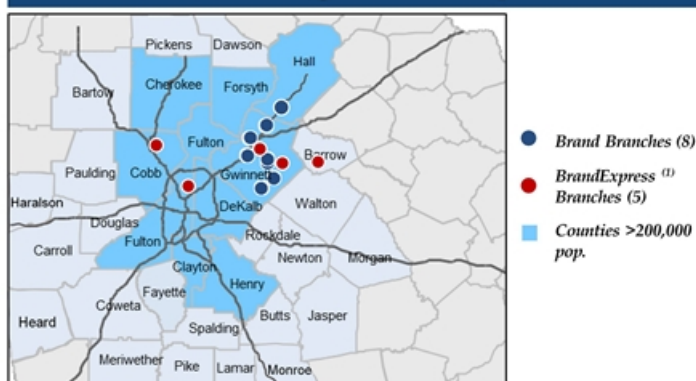 Pickens
Dawson
Hall
Cherokee
Forsyth
Bartow
Fulton
Barrow
Paulding
Cobb
Gwinnett
Haralson
DeKalb
Walton
Douglas
Rockdale
Carroll
Fulton
Newton
Morgan
Clayton
Henry
Fayette
Coweta
Butts
Jasper
Heard
Spalding
Meriwether
Pike
Lamar
Monroe
Brand Branches (8)
BrandExpress (1)
Branches (5)
Counties >200,000
pop.